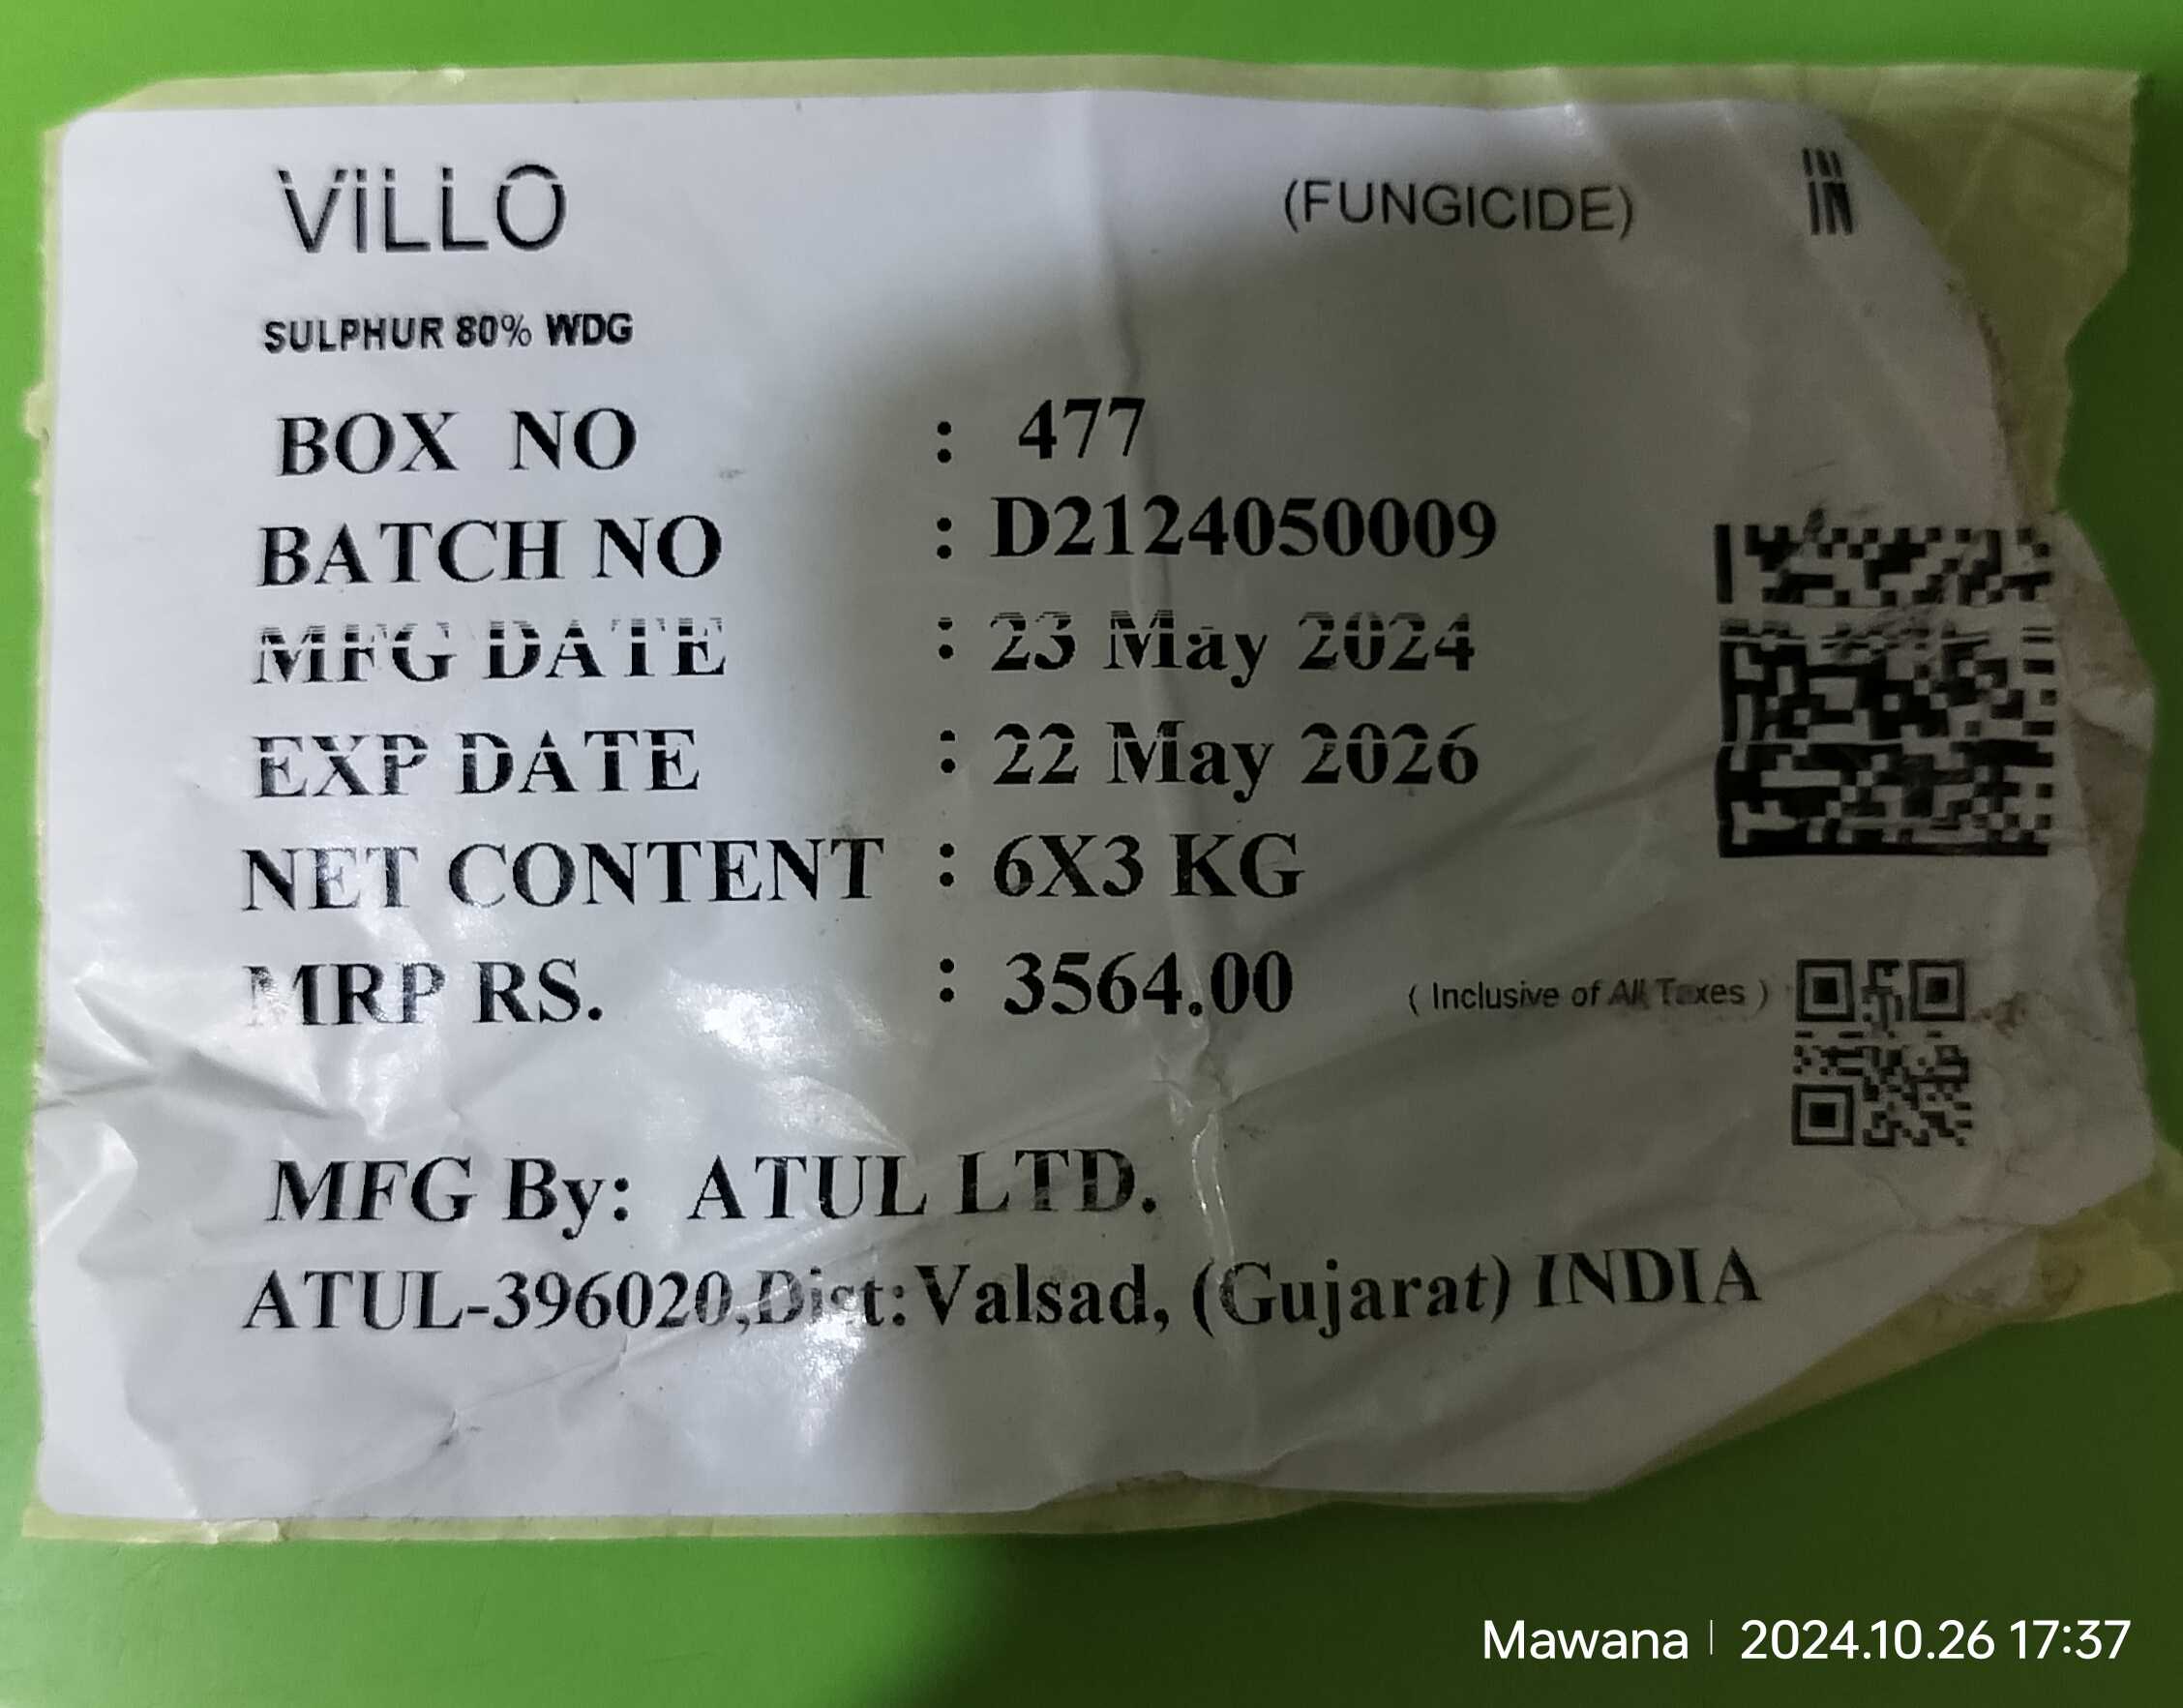 ViLLO (FUNGICIDE) IN
SULPHUR 80% WDG
BOX NO : 477
BATCH NO : D2124050009
MFG DATE : 23 May 2024
EXP DATE : 22 May 2026
NET CONTENT : 6X3 KG
MRP RS. : 3564.00 ( Inclusive of All Taxes )
MFG By: ATUL LTD.
ATUL-396020,Dist:Valsad, (Gujarat) INDIA
Mawana | 2024.10.26 17:37